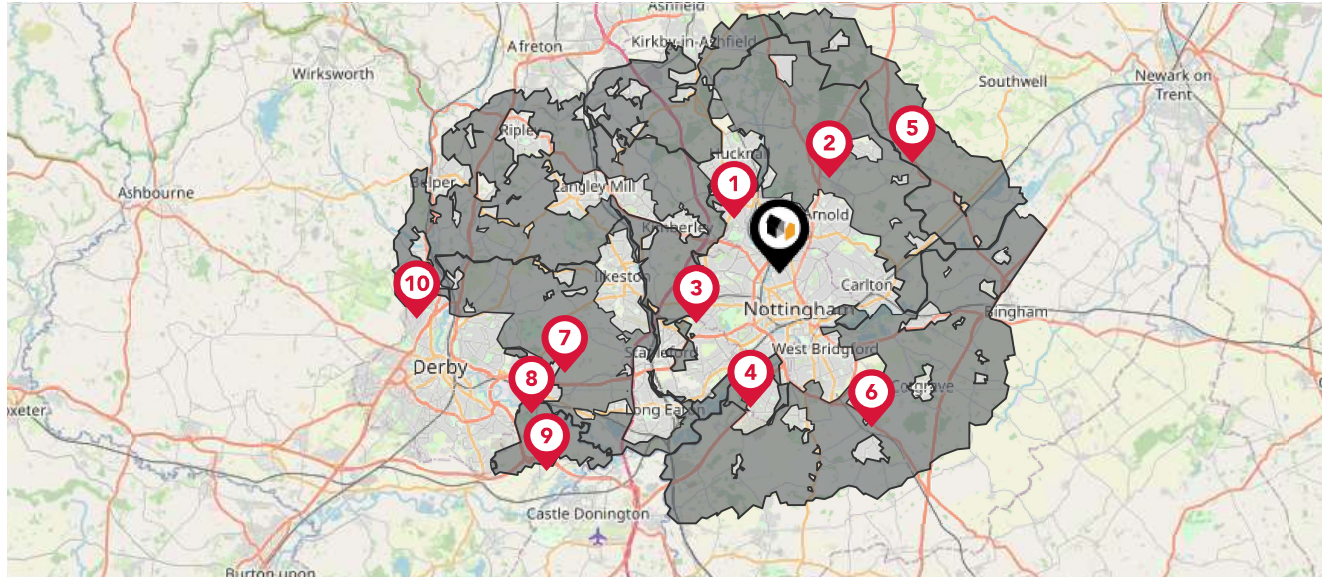 Ashfield
Kirkby-in-Ashfield
Afreton
Wirksworth
Southwell
Newark on
Trent
5
2
Ripley
Hucknall
1
Belper
Langley Mill
Ashbourne
Arnold
Kimberley
Ilkeston
10
3
Carlton
Nottingham
Bingham
7
Stapleford
West Bridgford
Derby
4
8
6
Cotgrave
Long Eaton
9
Castle Donington
Burton upon